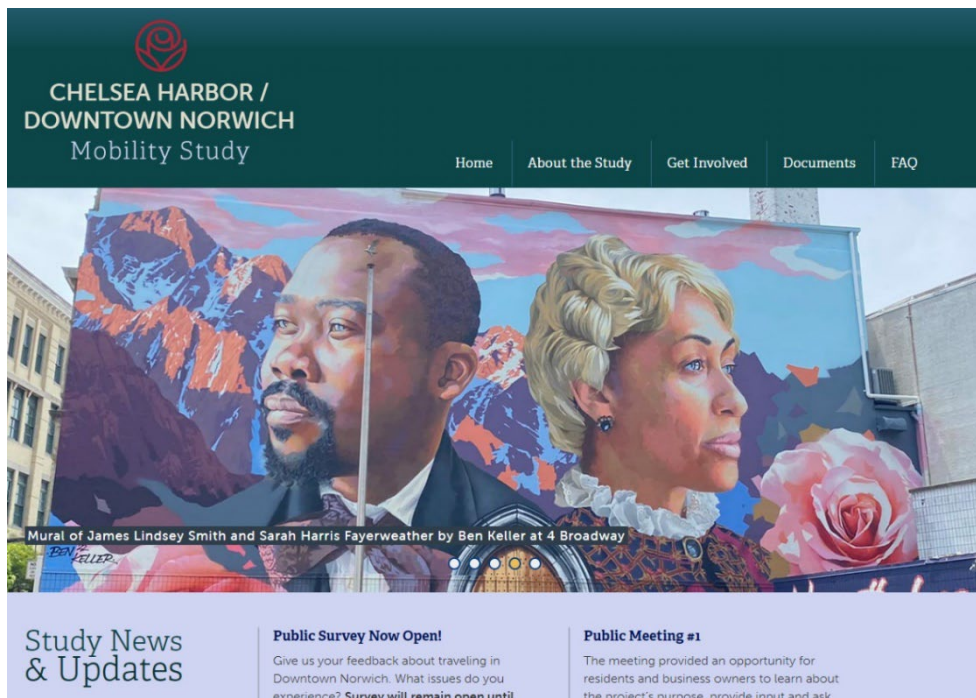 CHELSEA HARBOR /
DOWNTOWN NORWICH
Mobility Study
Home
About the Study
Get Involved
Documents
FAQ
Mural of James Lindsey Smith and Sarah Harris Fayerweather by Ben Keller at 4 Broadway
BEN KELLER
Study News
& Updates
Public Survey Now Open!
Give us your feedback about traveling in
Downtown Norwich. What issues do you
experience? Survey will remain open until
Public Meeting #1
The meeting provided an opportunity for
residents and business owners to learn about
the project's purpose, provide input and ask